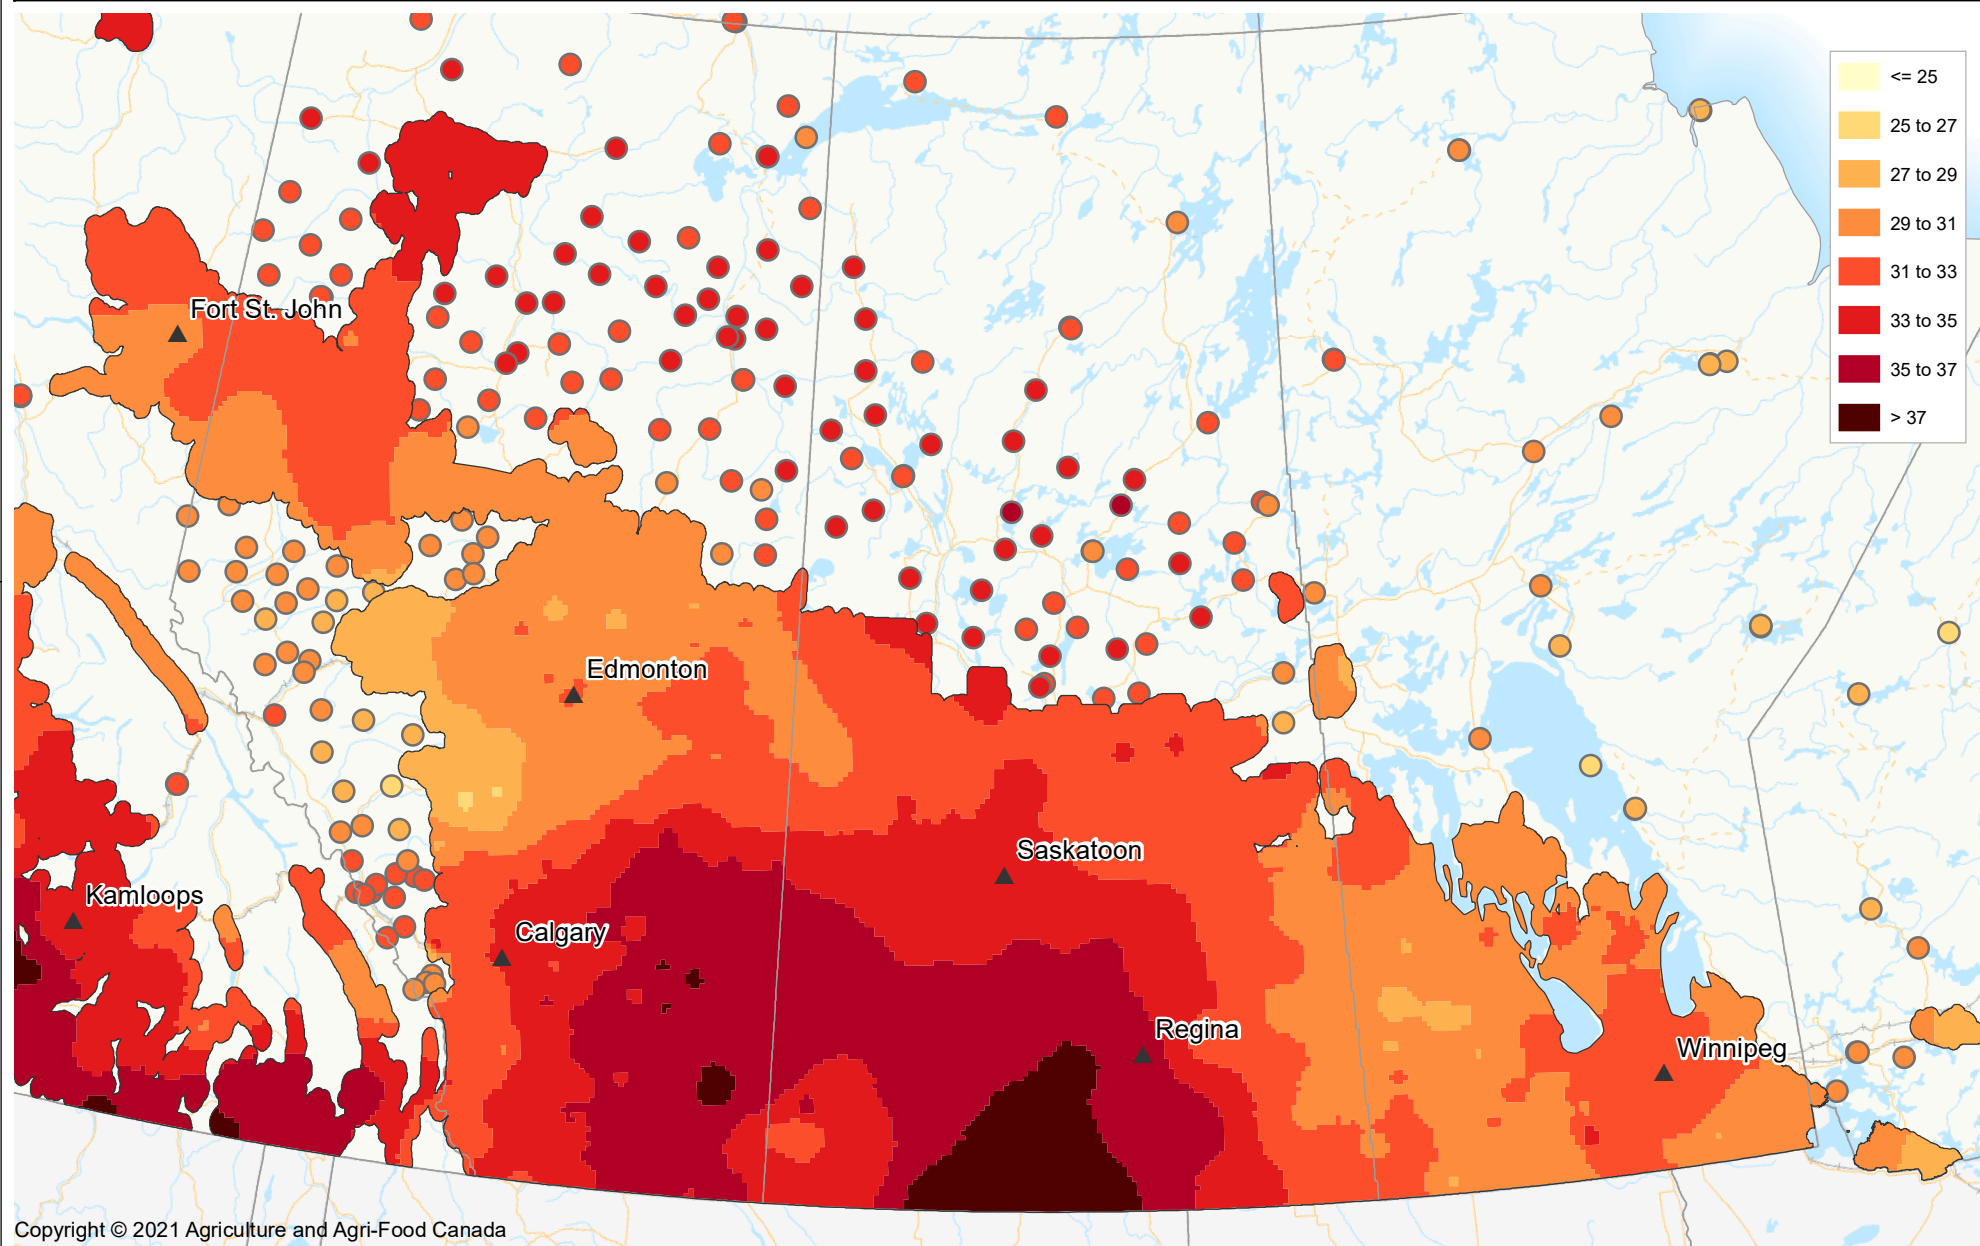 <= 25
25 to 27
27 to 29
29 to 31
31 to 33
33 to 35
35 to 37
> 37
Fort St. John
Edmonton
Saskatoon
Kamloops
Calgary
Regina
Winnipeg
Copyright © 2021 Agriculture and Agri-Food Canada